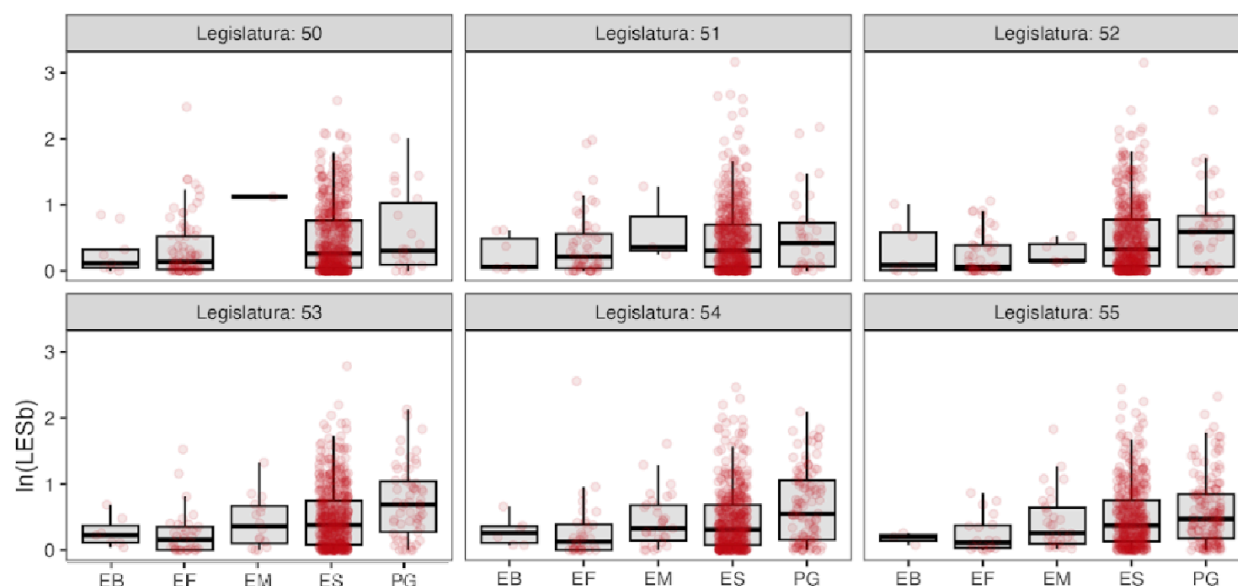 Legislatura: 50 Legislatura: 51 Legislatura: 52
3
2
1
0
Legislatura: 53 Legislatura: 54 Legislatura: 55
3
2
1
0
ln(LESb)
EB EF EM ES PG EB EF EM ES PG EB EF EM ES PG